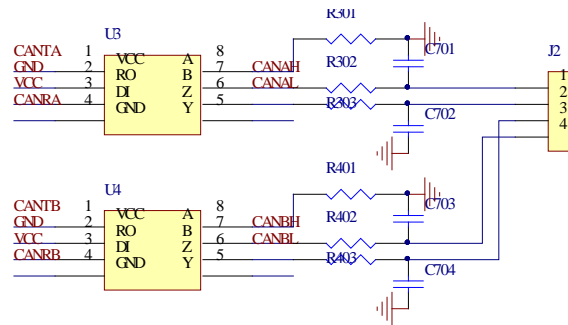 R301
U3
CANTA 1 VCC A 8
GND 2 RO B 7 CANAH
VCC 3 DI Z 6 CANAL
CANRA 4 GND Y 5
R302
R303
C701
C702
J2
1
2
3
4
U4
CANTB 1 VCC A 8
GND 2 RO B 7 CANBH
VCC 3 DI Z 6 CANBL
CANRB 4 GND Y 5
R401
R402
R403
C703
C704